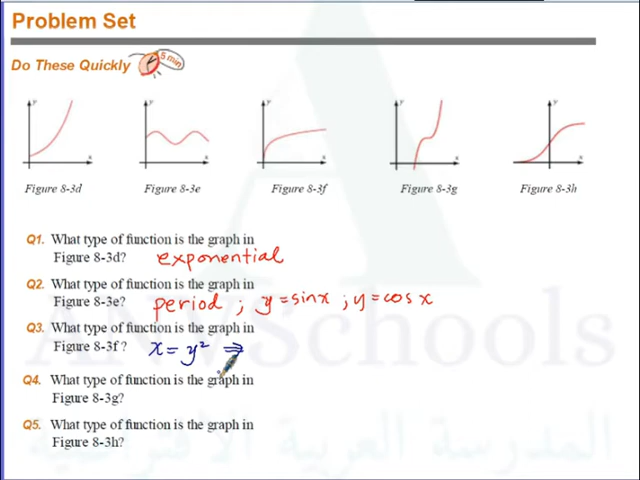 Problem Set
Do These Quickly 5 min
y x y x y x y x y x
Figure 8-3d Figure 8-3e Figure 8-3f Figure 8-3g Figure 8-3h
Q1. What type of function is the graph in
Figure 8-3d? exponential
Q2. What type of function is the graph in
Figure 8-3e? period ; y = sin x ; y = cos x
Q3. What type of function is the graph in
Figure 8-3f ? x = y² ⇒
Q4. What type of function is the graph in
Figure 8-3g?
Q5. What type of function is the graph in
Figure 8-3h?
Schools
المدرسة العربية الافتراضية